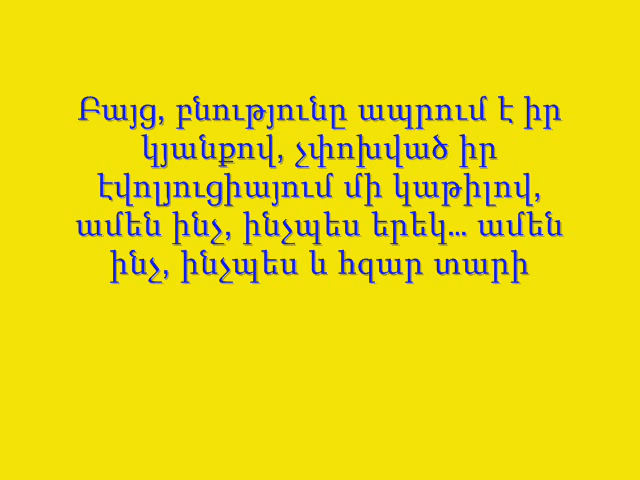 Բայց, բնությունը ապրում է իր
կյանքով, չփոխված իր
էվոլյուցիայում մի կաթիլով,
ամեն ինչ, ինչպես երեկ... ամեն
ինչ, ինչպես և հզար տարի